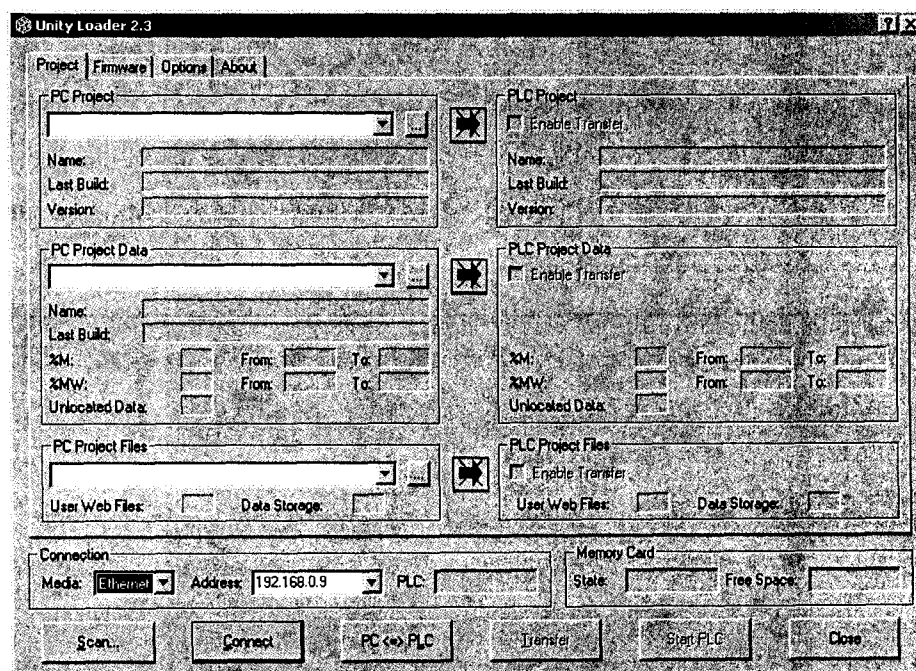 Unity Loader 2.3
Project Firmware Options About
PC Project
...
Name:
Last Build:
Version:
PLC Project
Enable Transfer
Name:
Last Build:
Version:
PC Project Data
...
Name:
Last Build:
%M: From: To:
%MW: From: To:
Unlocated Data:
PLC Project Data
Enable Transfer
%M: From: To:
%MW: From: To:
Unlocated Data:
PC Project Files
...
User Web Files: Data Storage:
PLC Project Files
Enable Transfer
User Web Files: Data Storage:
Connection
Media: Ethernet Address: 192.168.0.9 PLC:
Memory Card
State: Free Space:
Scan... Connect PC <=> PLC Transfer Start PLC Close